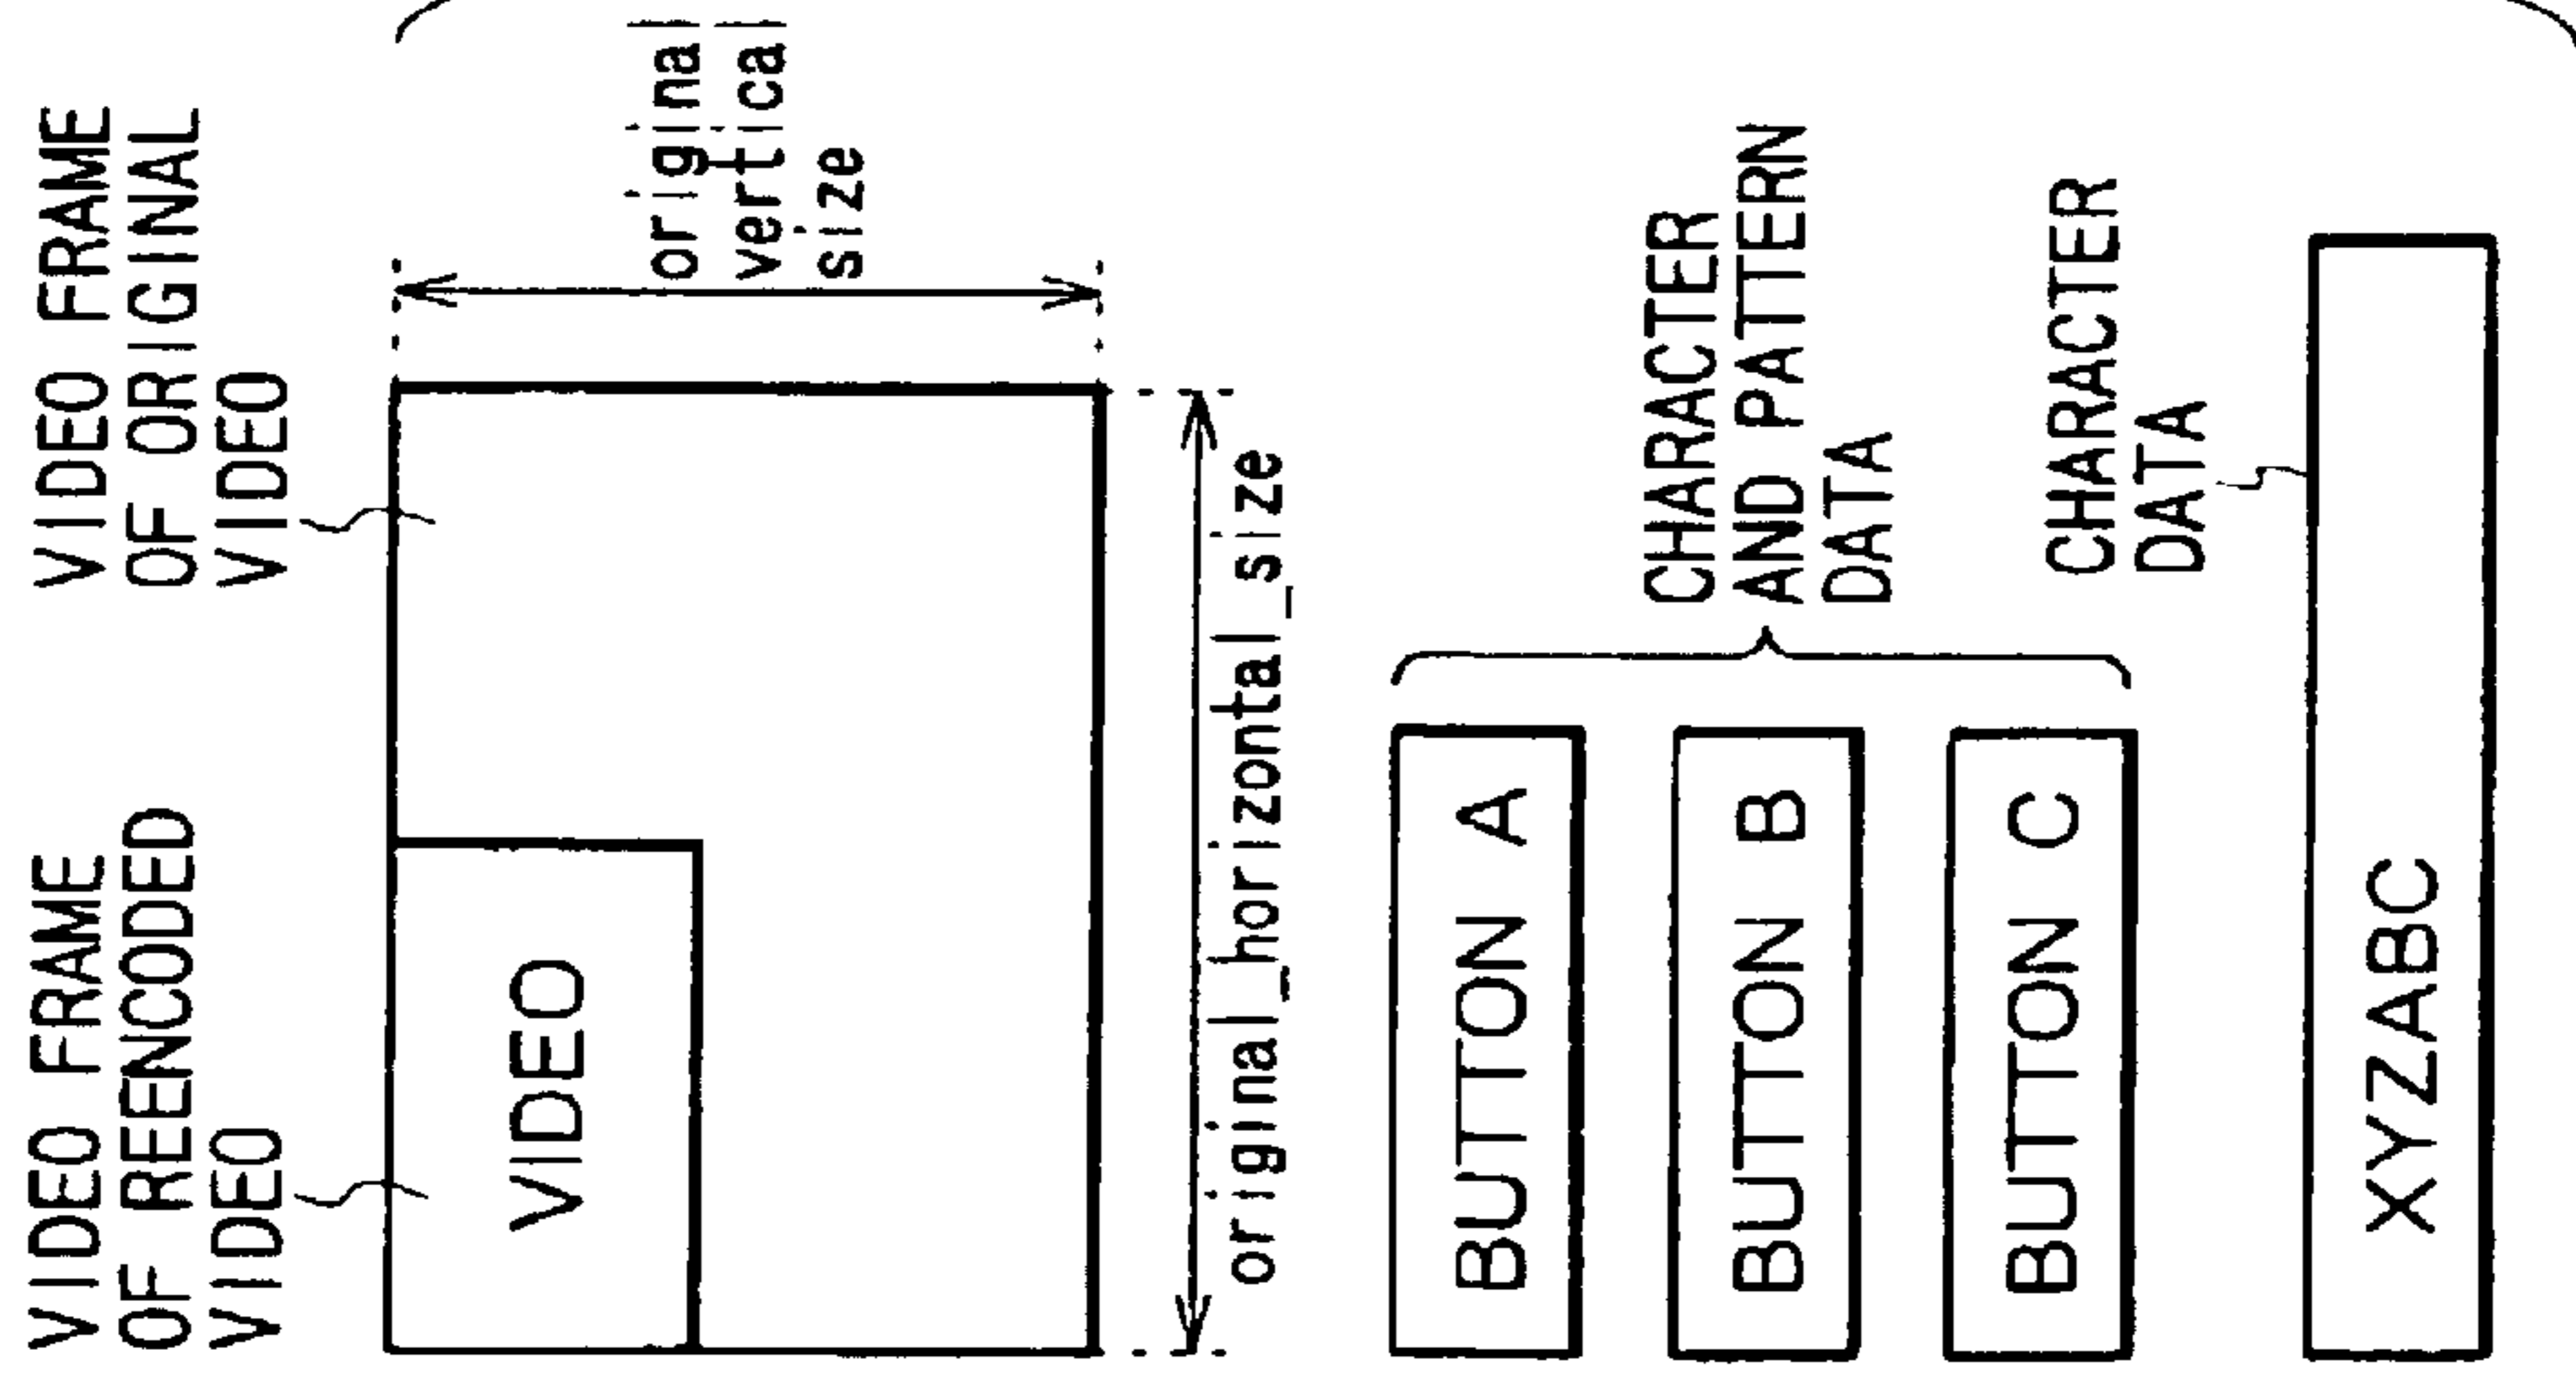 VIDEO FRAME
OF REENCODED
VIDEO
VIDEO FRAME
OF ORIGINAL
VIDEO
VIDEO
original
vertical
size
original_horizontal_size
BUTTON A
BUTTON B
BUTTON C
CHARACTER
AND PATTERN
DATA
CHARACTER
DATA
XYZABC